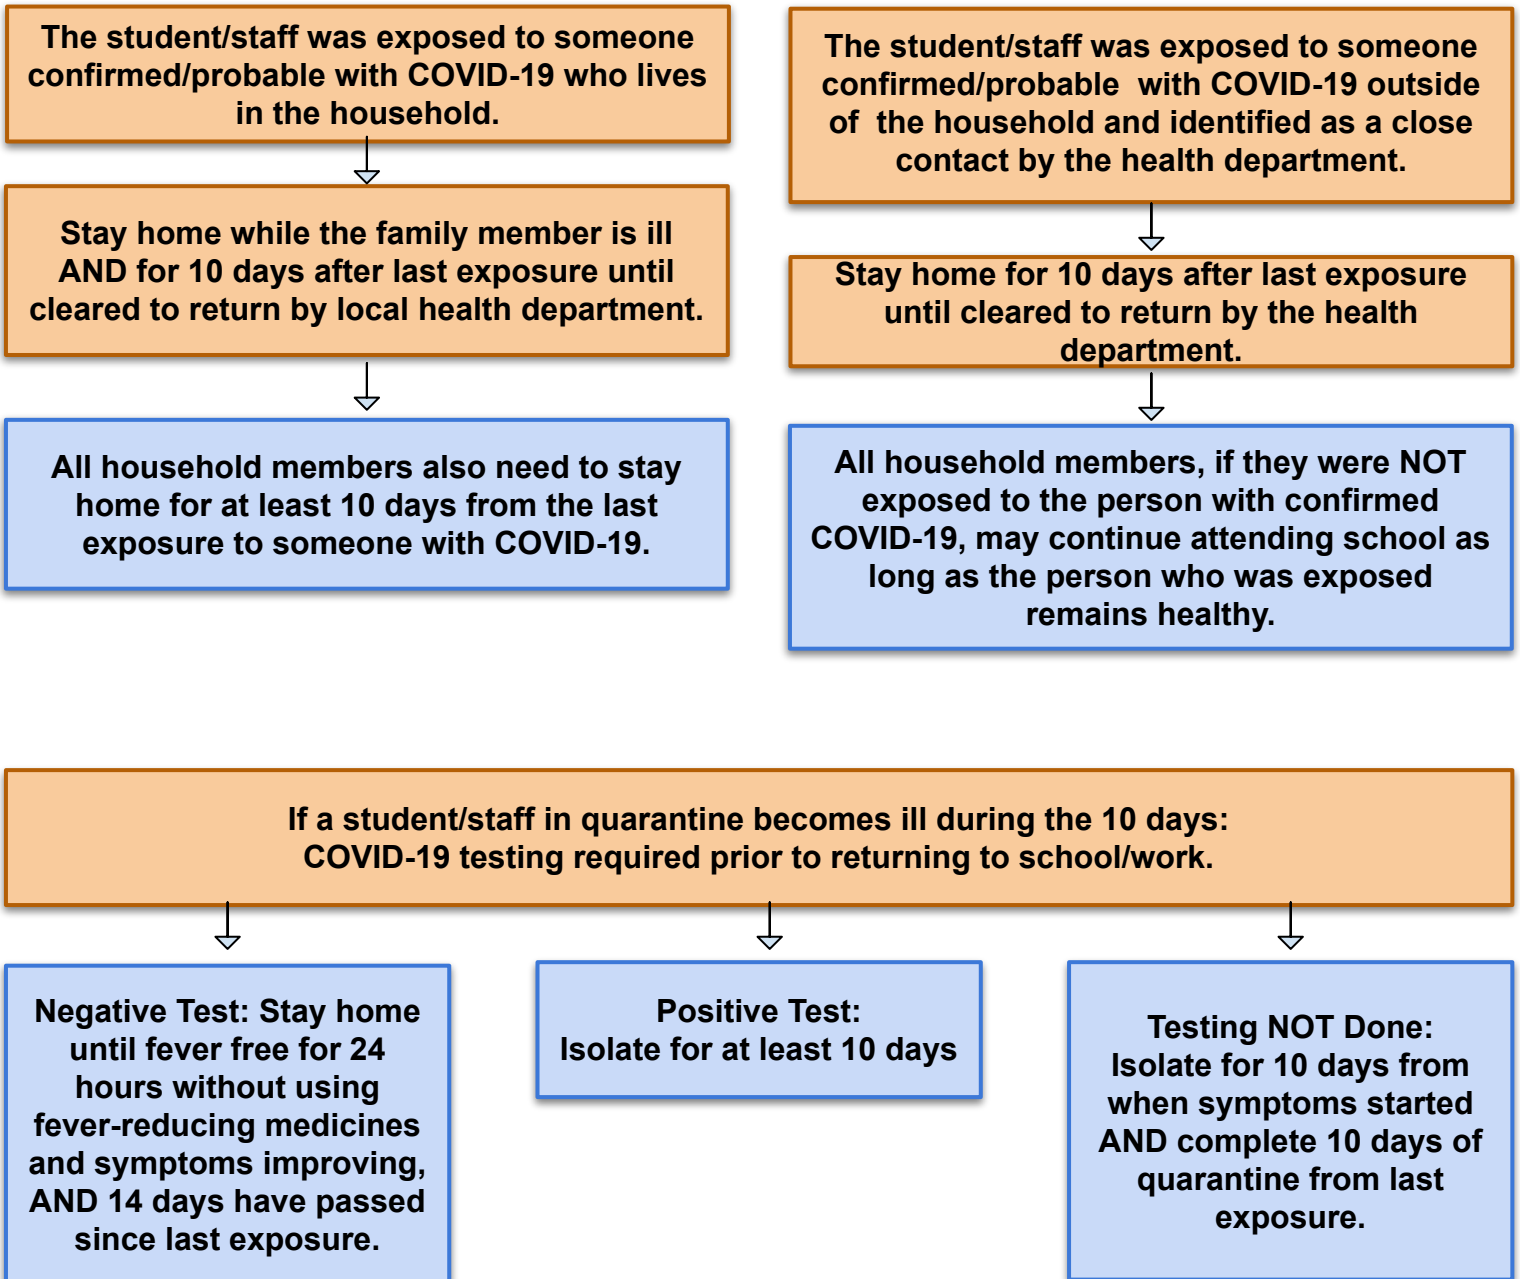 The student/staff was exposed to someone
confirmed/probable with COVID-19 who lives
in the household.
Stay home while the family member is ill
AND for 10 days after last exposure until
cleared to return by local health department.
All household members also need to stay
home for at least 10 days from the last
exposure to someone with COVID-19.
The student/staff was exposed to someone
confirmed/probable with COVID-19 outside
of the household and identified as a close
contact by the health department.
Stay home for 10 days after last exposure
until cleared to return by the health
department.
All household members, if they were NOT
exposed to the person with confirmed
COVID-19, may continue attending school as
long as the person who was exposed
remains healthy.
If a student/staff in quarantine becomes ill during the 10 days:
COVID-19 testing required prior to returning to school/work.
Negative Test: Stay home
until fever free for 24
hours without using
fever-reducing medicines
and symptoms improving,
AND 14 days have passed
since last exposure.
Positive Test:
Isolate for at least 10 days
Testing NOT Done:
Isolate for 10 days from
when symptoms started
AND complete 10 days of
quarantine from last
exposure.